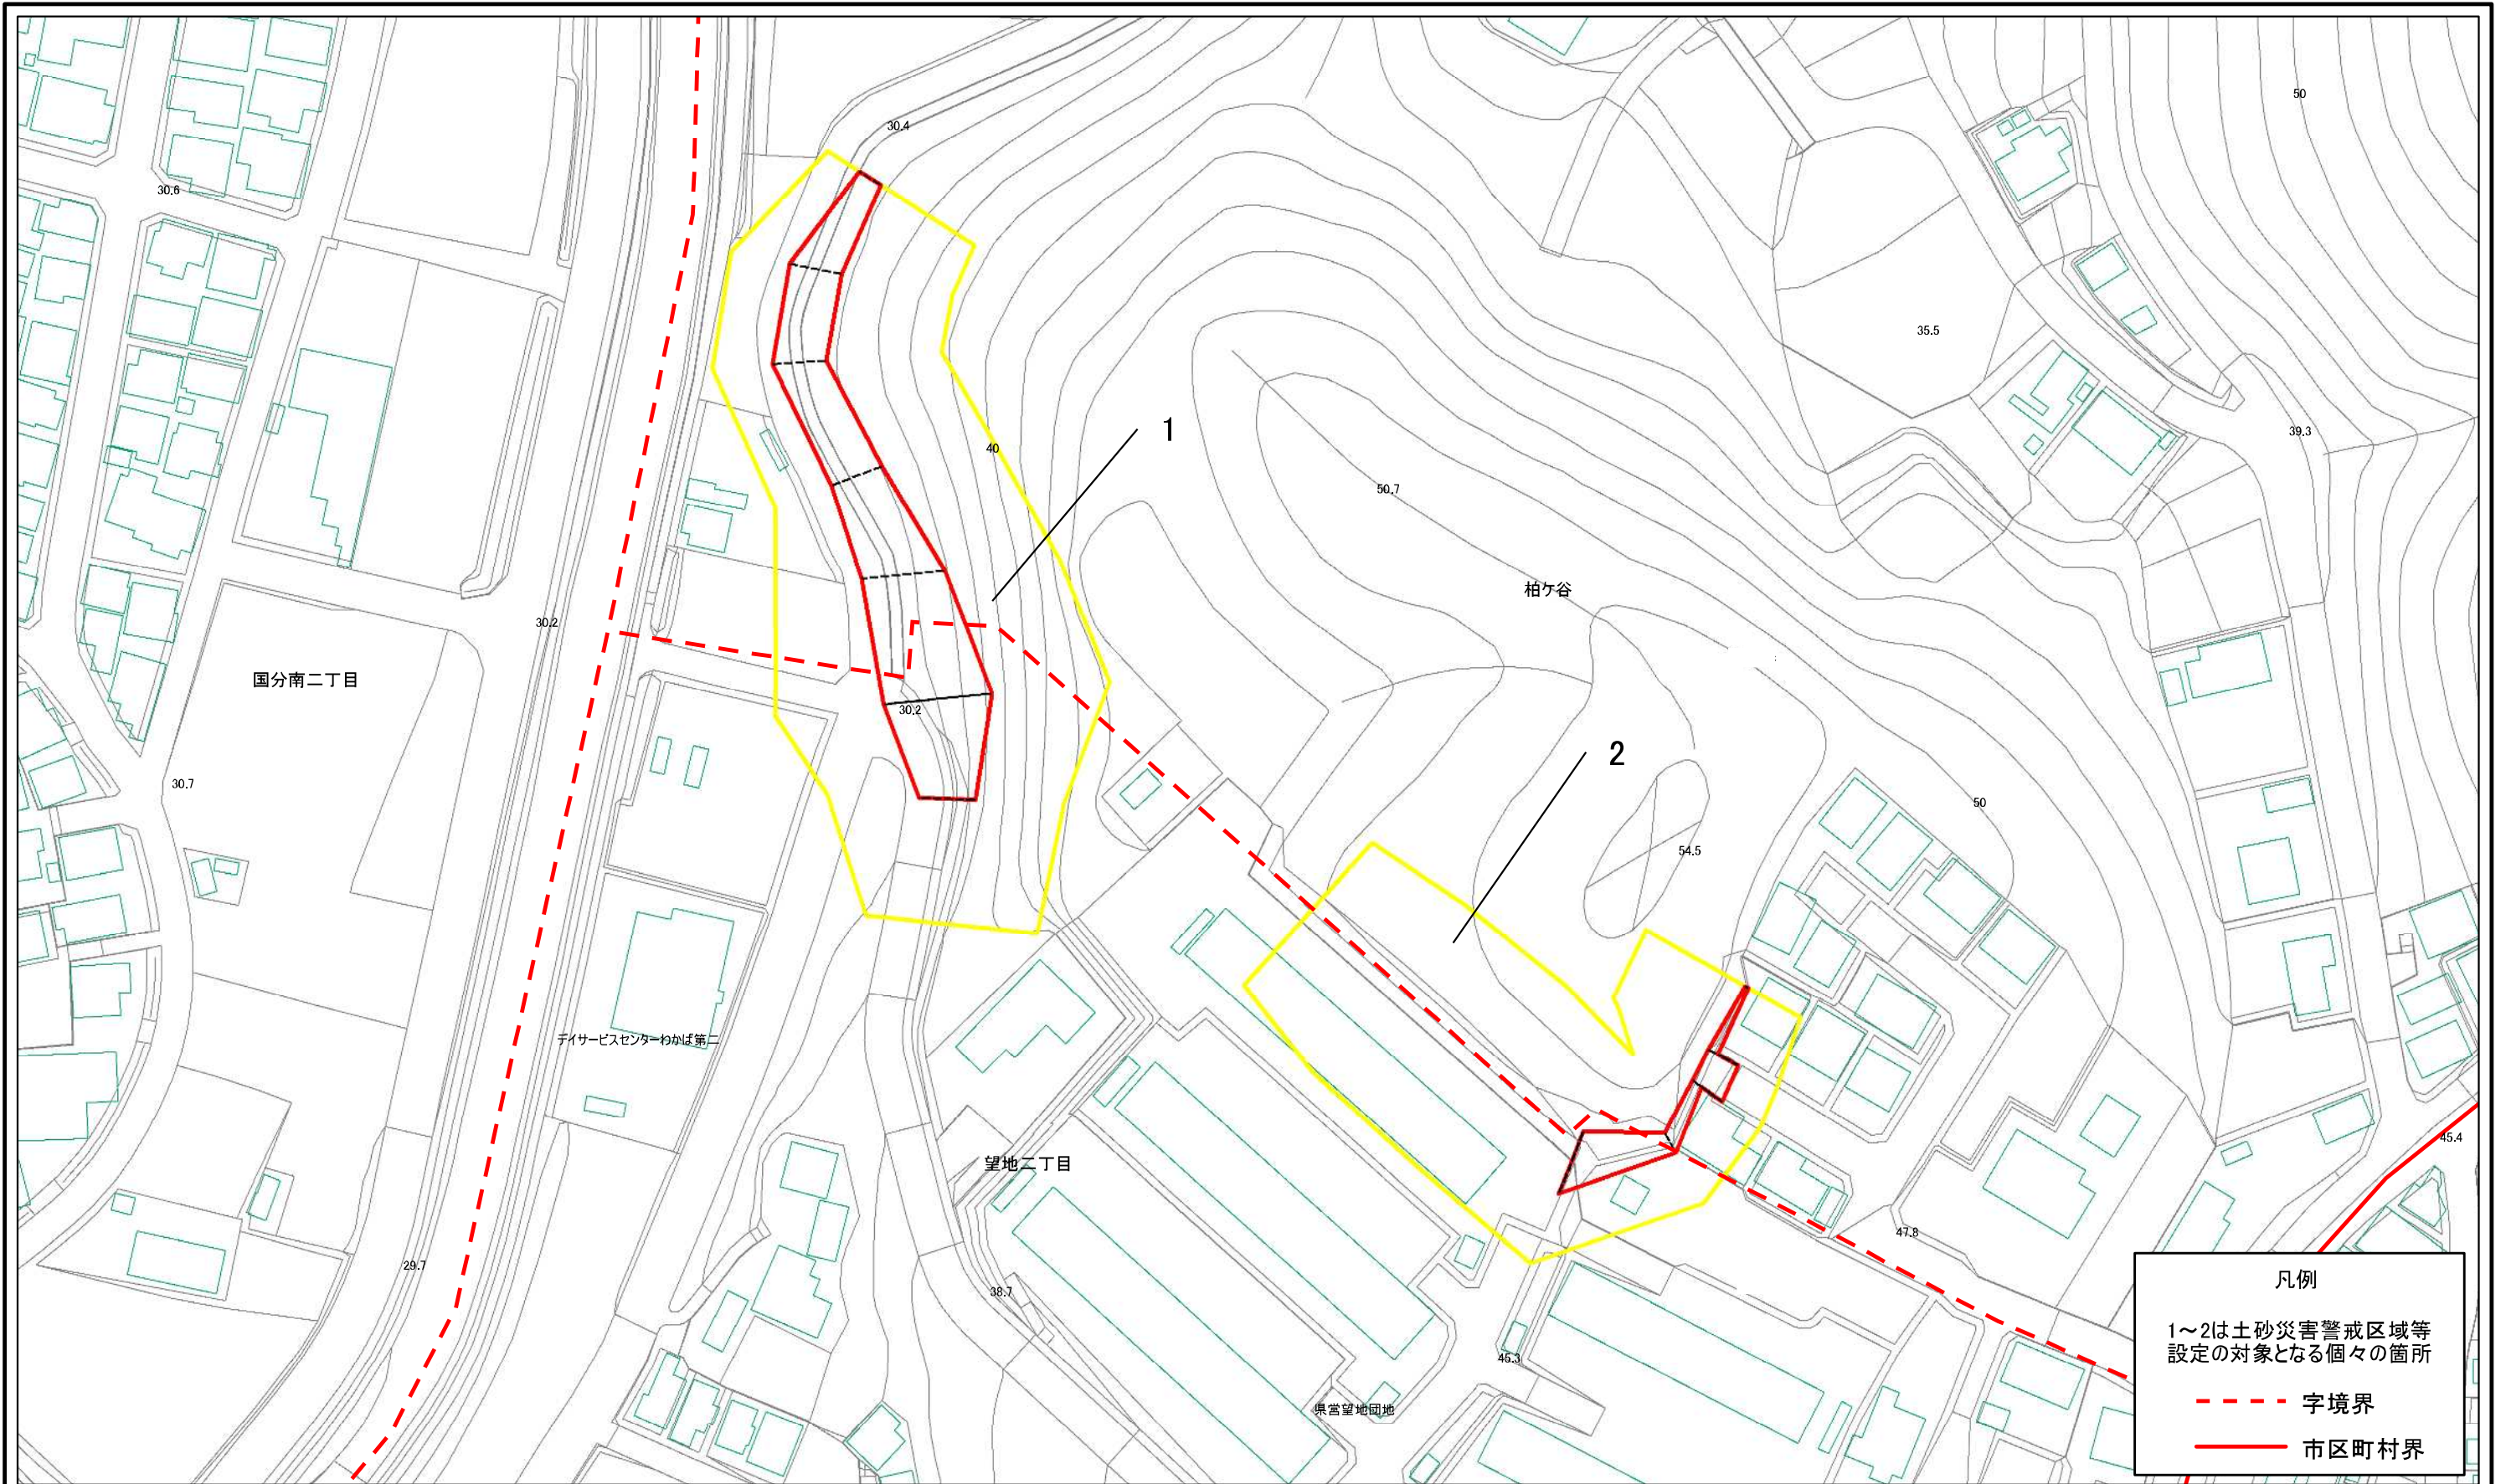 50
30.4
30.6
35.5
39.3
40
1
50.7
柏ケ谷
30.2
国分南二丁目
30.2
2
30.7
50
54.5
デイサービスセンターわかば第二
45.4
望地二丁目
47.8
29.7
38.7
45.3
県営望地団地
凡例
1～2は土砂災害警戒区域等
設定の対象となる個々の箇所
字境界
市区町村界